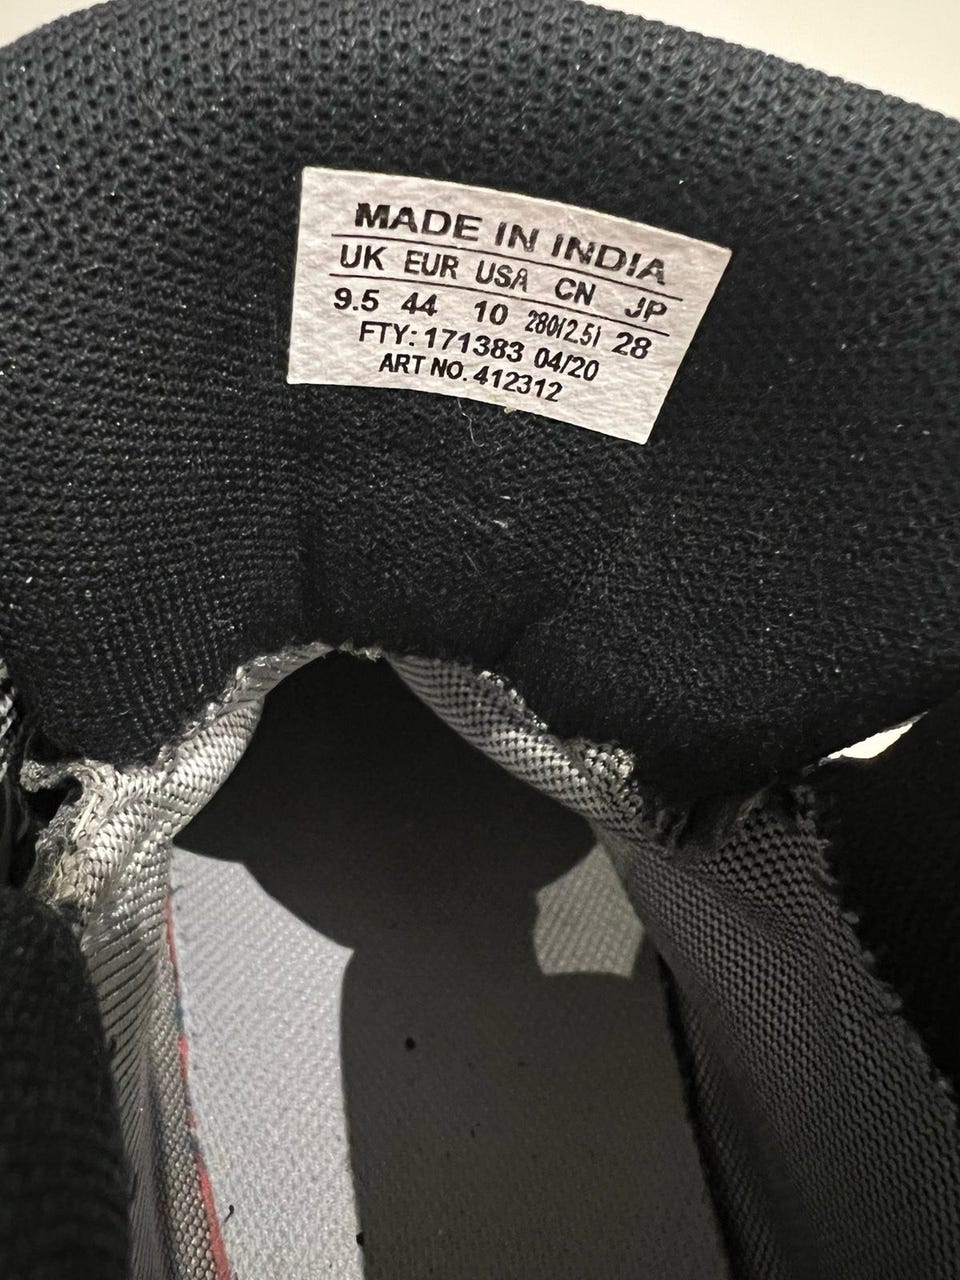 MADE IN INDIA
UK EUR USA CN JP
9.5 44 10 280(2.5) 28
FTY: 171383 04/20
ART NO. 412312